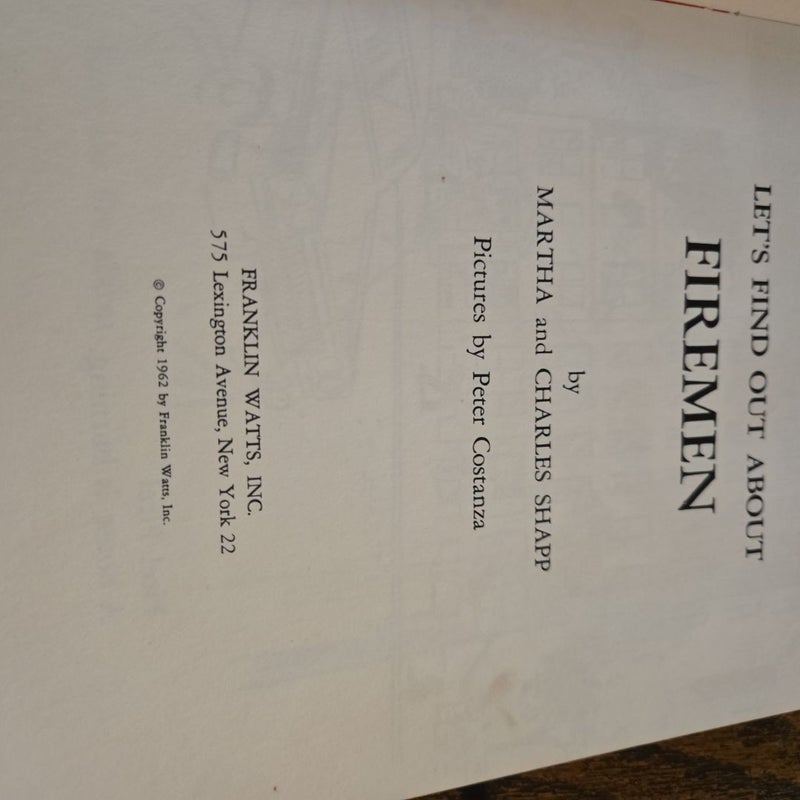 LET'S FIND OUT ABOUT
FIREMEN
by
MARTHA and CHARLES SHAPP
Pictures by Peter Costanza
FRANKLIN WATTS, INC.
575 Lexington Avenue, New York 22
© Copyright 1962 by Franklin Watts, Inc.